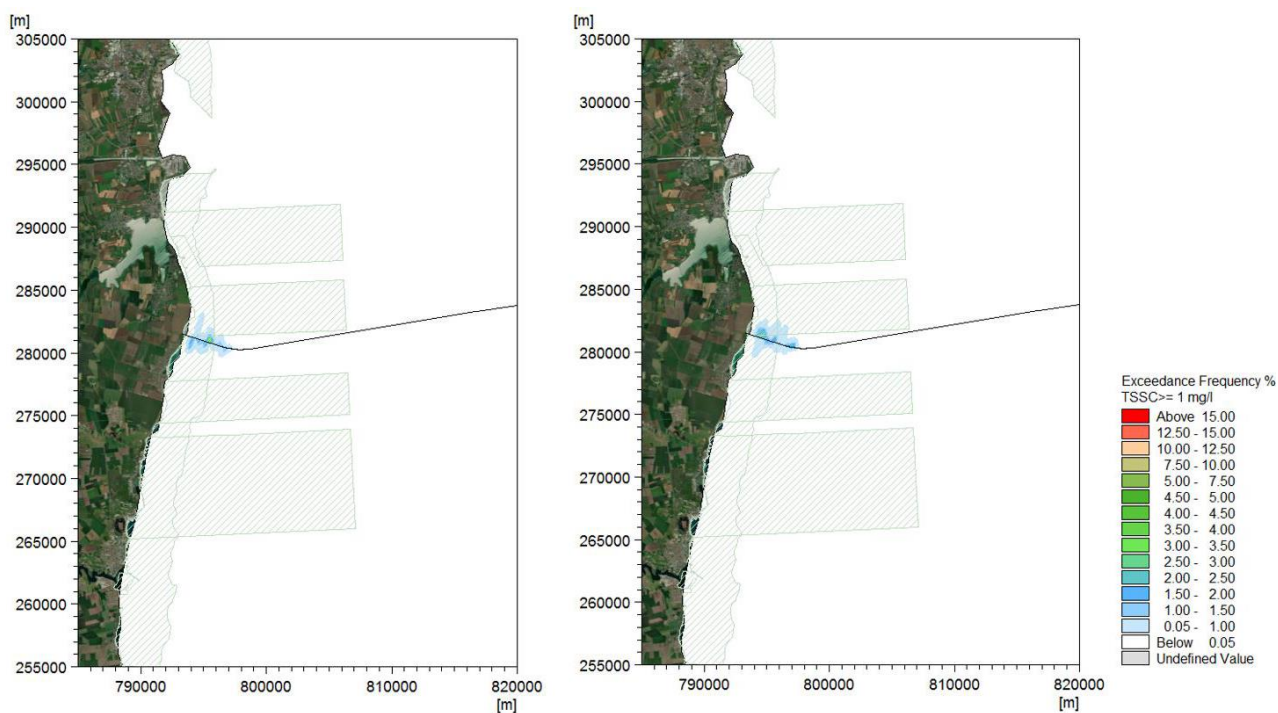 [m]
305000
300000
295000
290000
285000
280000
275000
270000
265000
260000
255000
790000
800000
810000
820000
[m]
[m]
305000
300000
295000
290000
285000
280000
275000
270000
265000
260000
255000
790000
800000
810000
820000
[m]
Exceedance Frequency %
TSSC>= 1 mg/l
Above 15.00
12.50 - 15.00
10.00 - 12.50
7.50 - 10.00
5.00 - 7.50
4.50 - 5.00
4.00 - 4.50
3.50 - 4.00
3.00 - 3.50
2.50 - 3.00
2.00 - 2.50
1.50 - 2.00
1.00 - 1.50
0.05 - 1.00
Below 0.05
Undefined Value